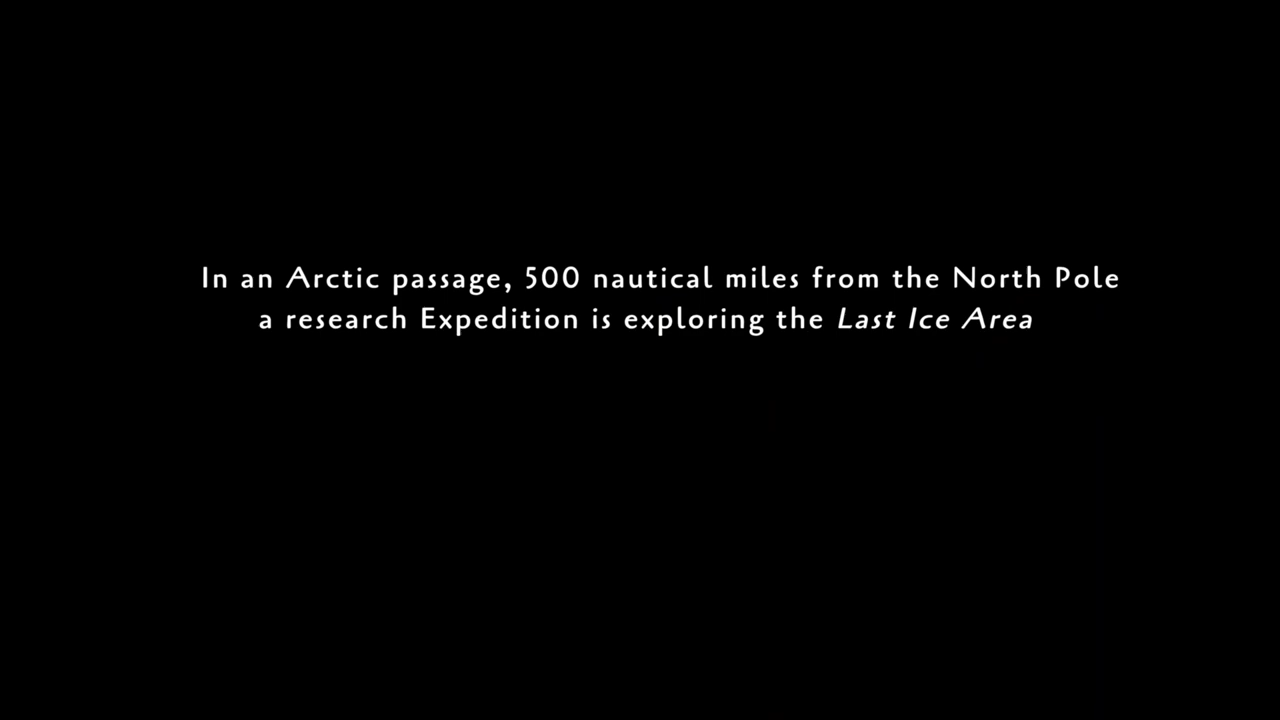 In an Arctic passage, 500 nautical miles from the North Pole
a research Expedition is exploring the Last Ice Area